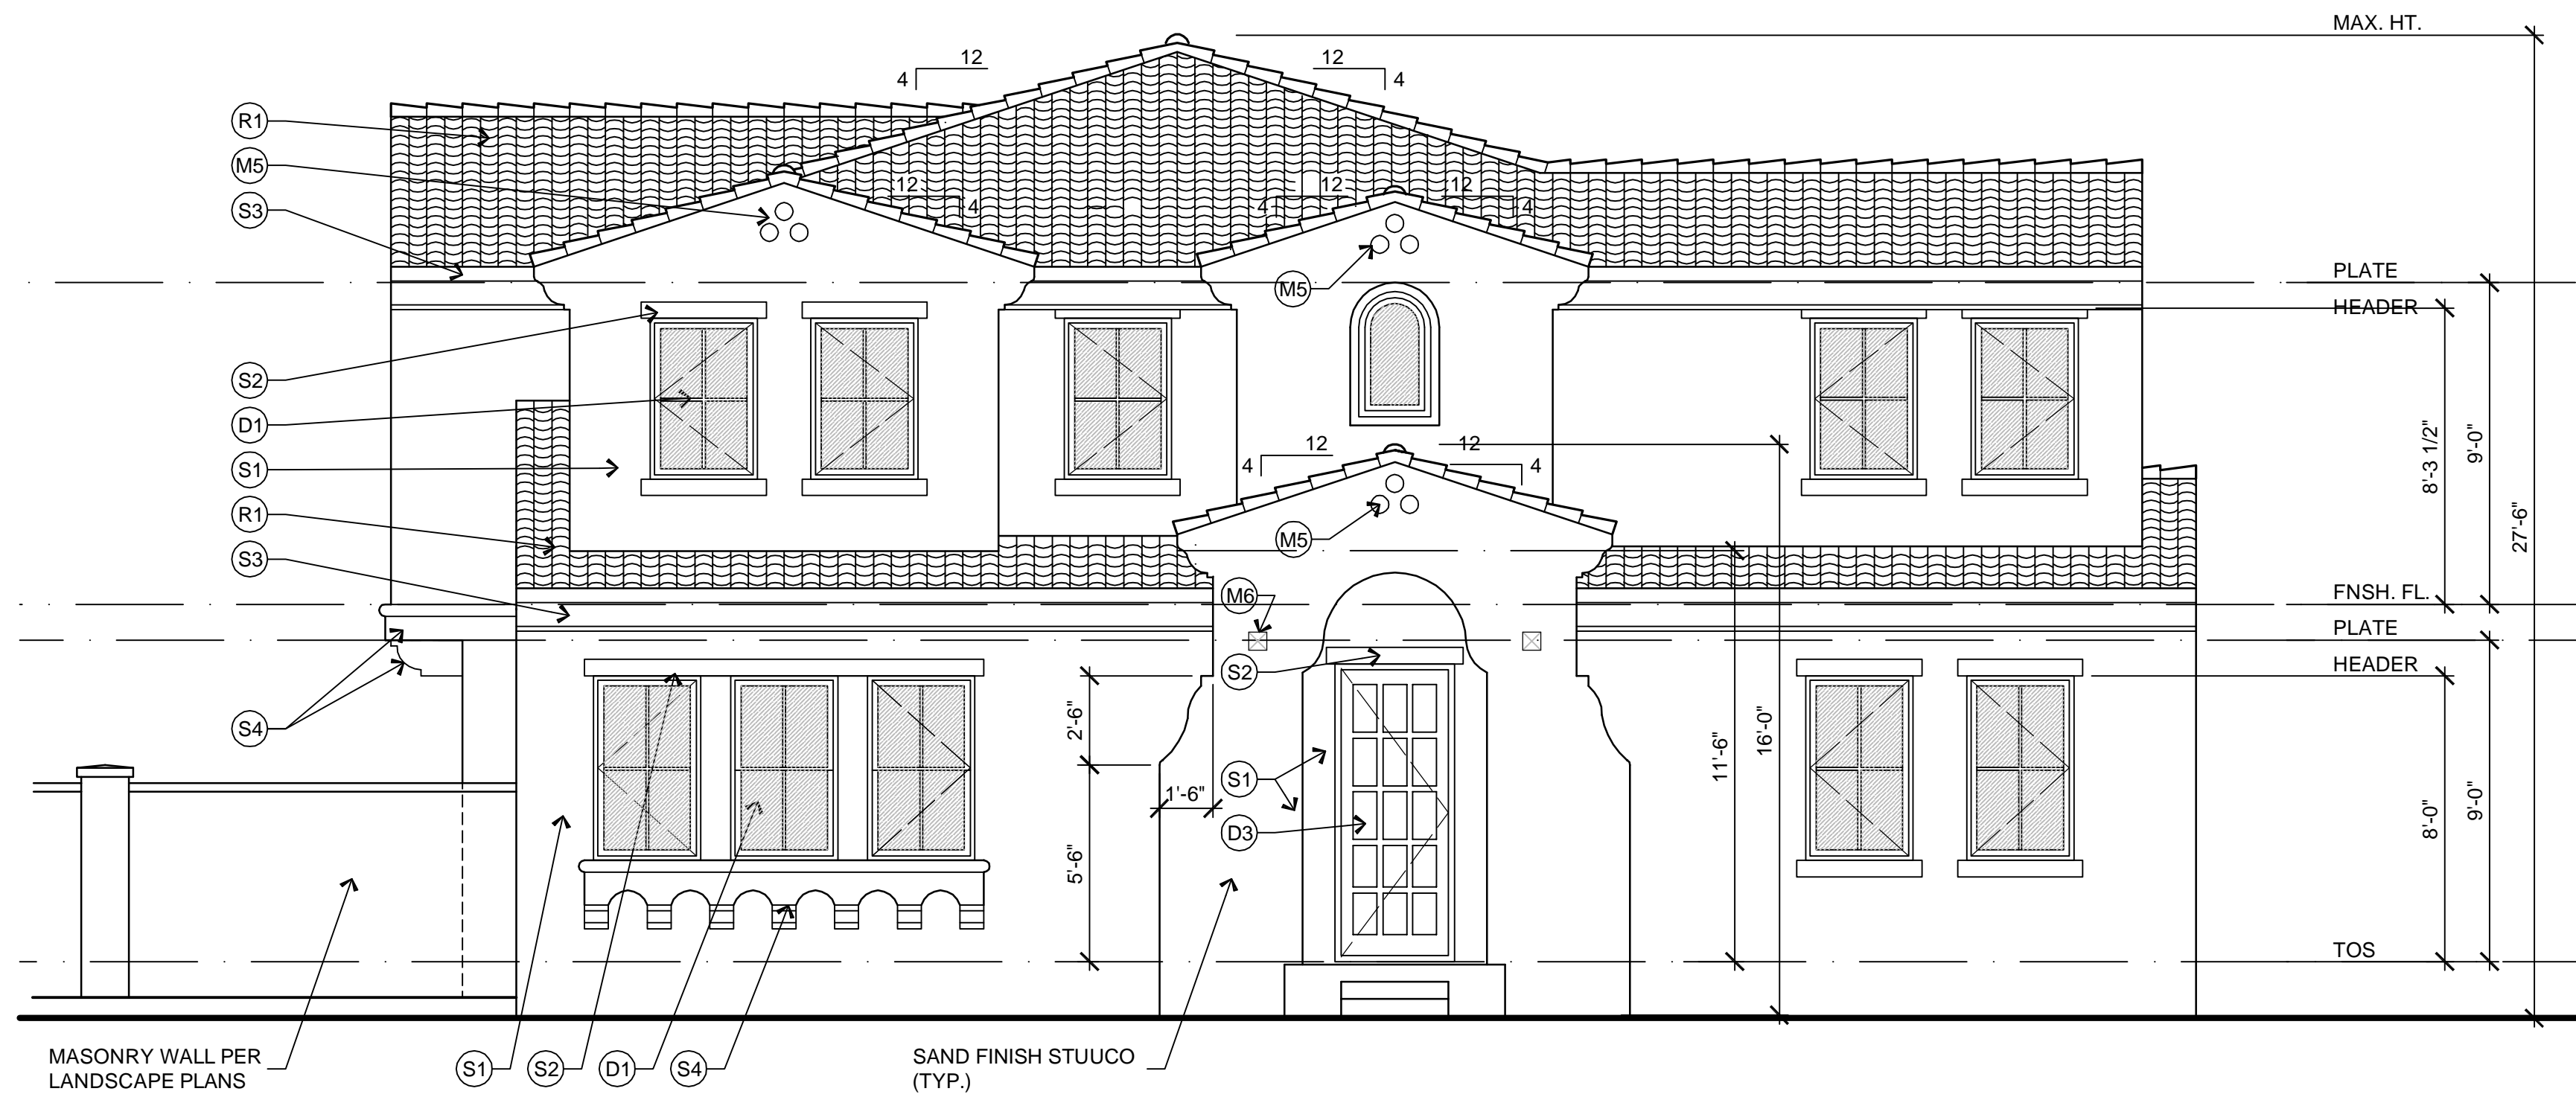 MAX. HT.
12
4
12
4
R1
M5
S3
12
4
12
4
12
4
PLATE
M5
HEADER
S2
D1
S1
12
4
12
4
8'-3 1/2"
9'-0"
27'-6"
R1
M5
S3
M6
FNSH. FL.
PLATE
S2
HEADER
S4
2'-6"
11'-6"
16'-0"
S1
1'-6"
D3
8'-0"
9'-0"
5'-6"
TOS
MASONRY WALL PER
LANDSCAPE PLANS
S1
S2
D1
S4
SAND FINISH STUUCO
(TYP.)